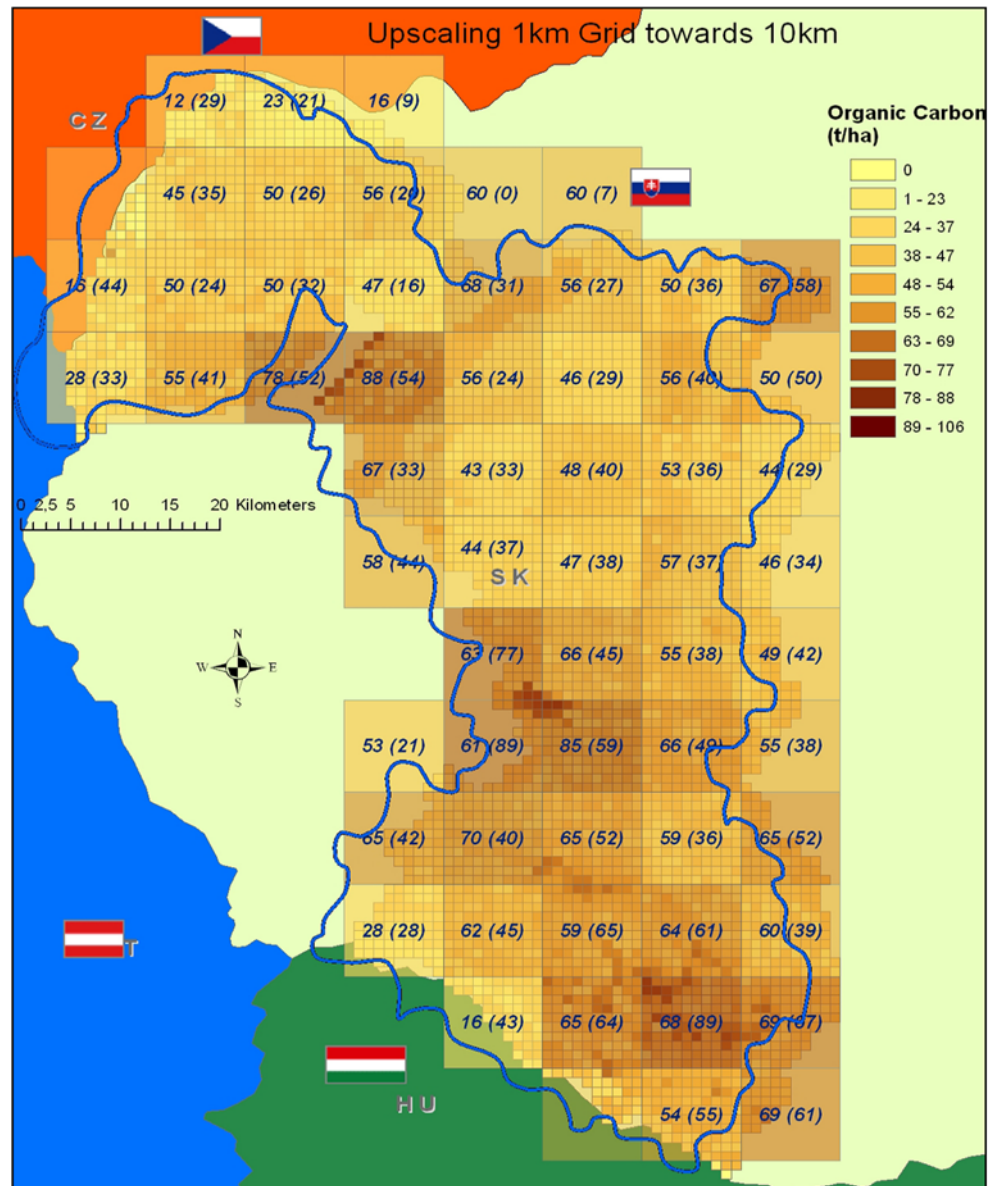 Upscaling 1km Grid towards 10km
C Z
12 (29) 23 (21) 16 (9)
Organic Carbon
(t/ha)
0
1 - 23
24 - 37
38 - 47
48 - 54
55 - 62
63 - 69
70 - 77
78 - 88
89 - 106
45 (35) 50 (26) 56 (20) 60 (0) 60 (7)
50 (24) 50 (32) 47 (16) 68 (31) 56 (27) 50 (36) 67 (58)
28 (33) 55 (41) 78 (52) 88 (54) 56 (24) 46 (29) 56 (40) 50 (50)
67 (33) 43 (33) 48 (40) 53 (36) 44 (29)
0 2,5 5 10 15 20 Kilometers
58 (44) 44 (37) 47 (38) 57 (37) 46 (34)
S K
N
W E
S
63 (77) 66 (45) 55 (38) 49 (42)
53 (21) 61 (89) 85 (59) 66 (49) 55 (38)
65 (42) 70 (40) 65 (52) 59 (36) 65 (52)
28 (28) 62 (45) 59 (65) 64 (61) 60 (39)
T
16 (43) 65 (64) 68 (89)
H U
54 (55) 69 (61)